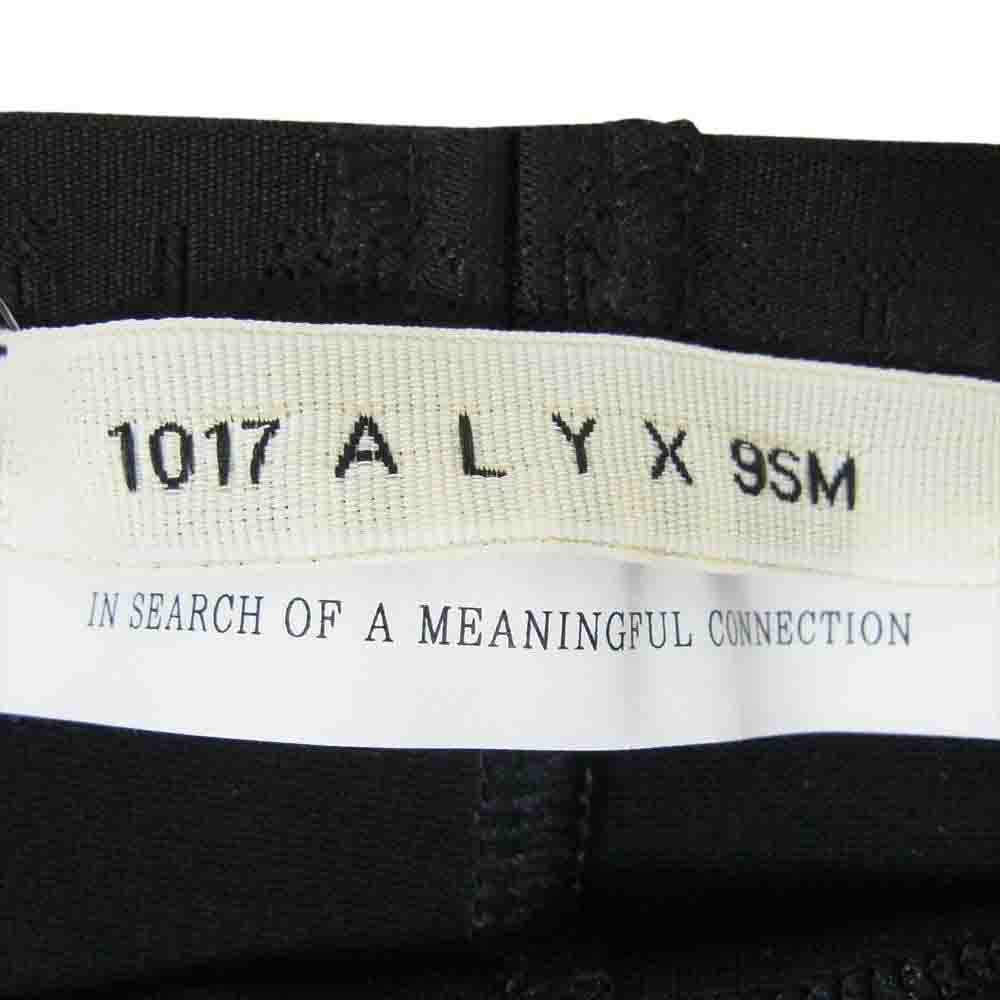 1017 A L Y X 9SM
IN SEARCH OF A MEANINGFUL CONNECTION